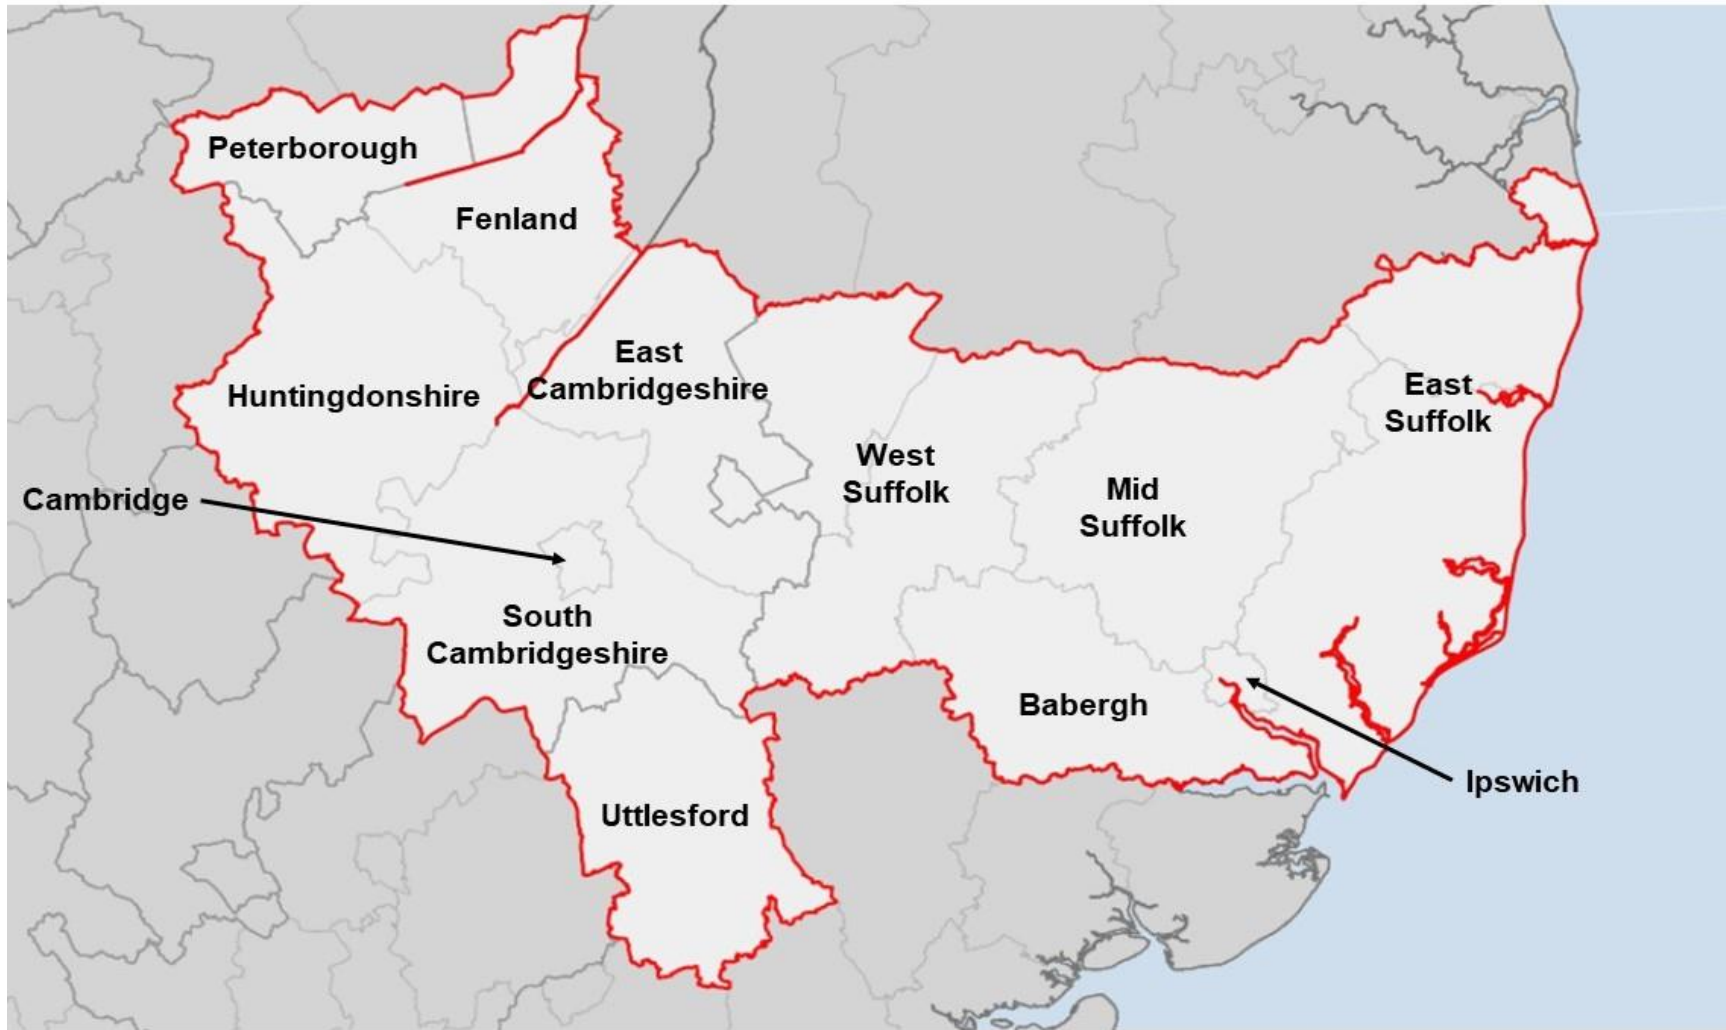 Peterborough
Fenland
East
Cambridgeshire
Huntingdonshire
East
Suffolk
West
Suffolk
Mid
Suffolk
Cambridge
South
Cambridgeshire
Babergh
Ipswich
Uttlesford